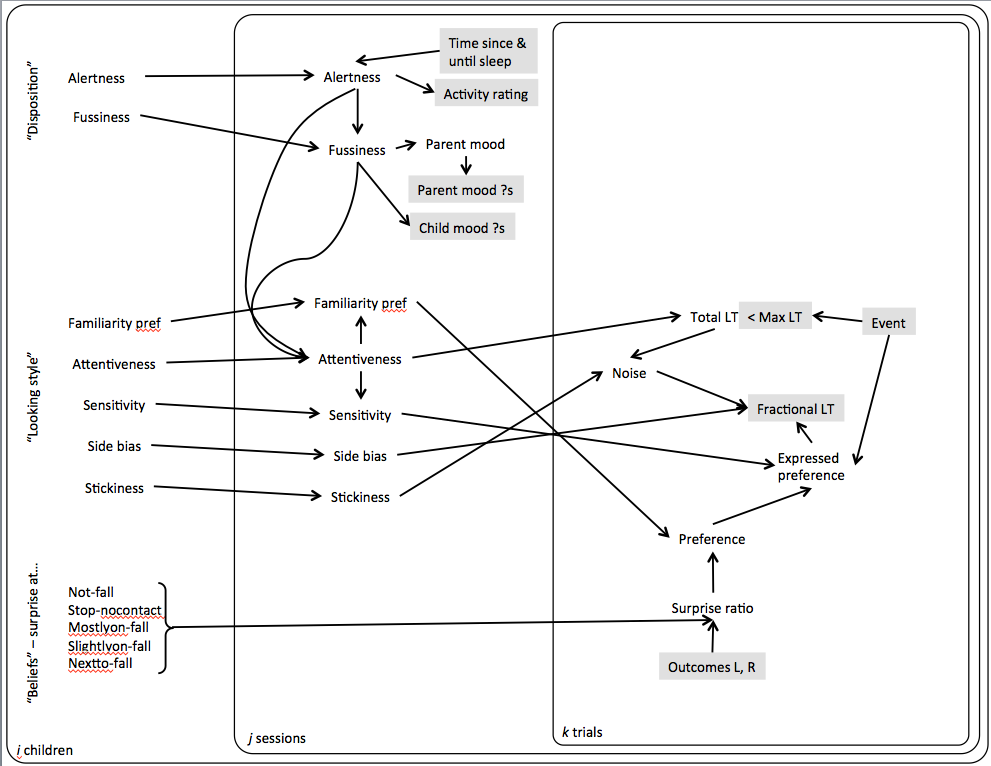 “Disposition”
Alertness
Fussiness
Alertness
Time since &
until sleep
Activity rating
Fussiness
Parent mood
Parent mood ?s
Child mood ?s
“Looking style”
Familiarity pref
Attentiveness
Sensitivity
Side bias
Stickiness
Familiarity pref
Attentiveness
Sensitivity
Side bias
Stickiness
Total LT
< Max LT
Event
Noise
Fractional LT
Expressed
preference
Preference
Surprise ratio
Outcomes L, R
“Beliefs” – surprise at...
Not-fall
Stop-nocontact
Mostlyon-fall
Slightlyon-fall
Nextto-fall
i children
j sessions
k trials